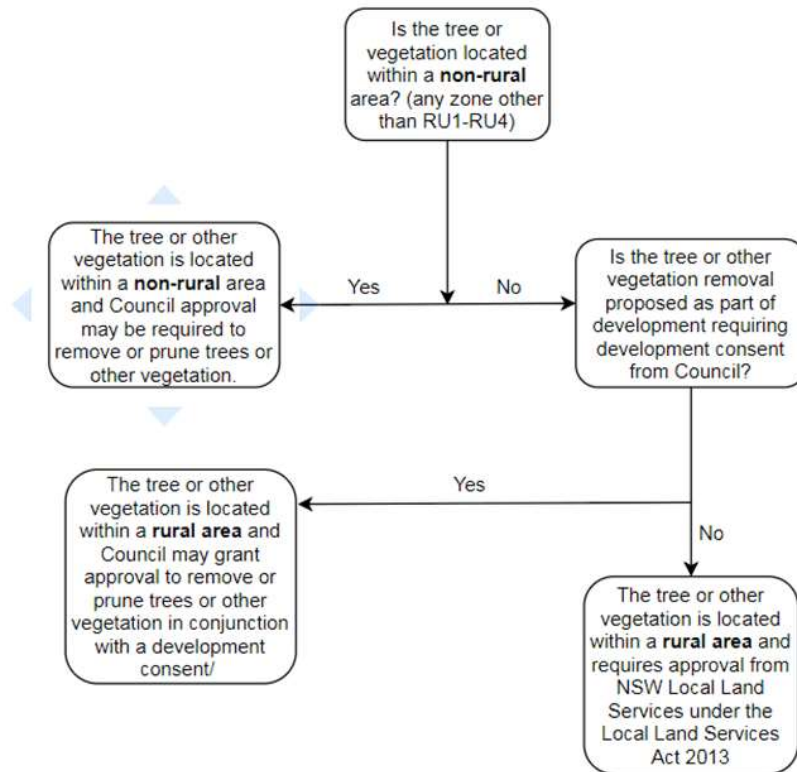 Is the tree or
vegetation located
within a non-rural
area? (any zone other
than RU1-RU4)
The tree or other
vegetation is located
within a non-rural area
and Council approval
may be required to
remove or prune trees or
other vegetation.
Yes
No
Is the tree or other
vegetation removal
proposed as part of
development requiring
development consent
from Council?
The tree or other
vegetation is located
within a rural area and
Council may grant
approval to remove or
prune trees or other
vegetation in conjunction
with a development
consent/
Yes
No
The tree or other
vegetation is located
within a rural area and
requires approval from
NSW Local Land
Services under the
Local Land Services
Act 2013